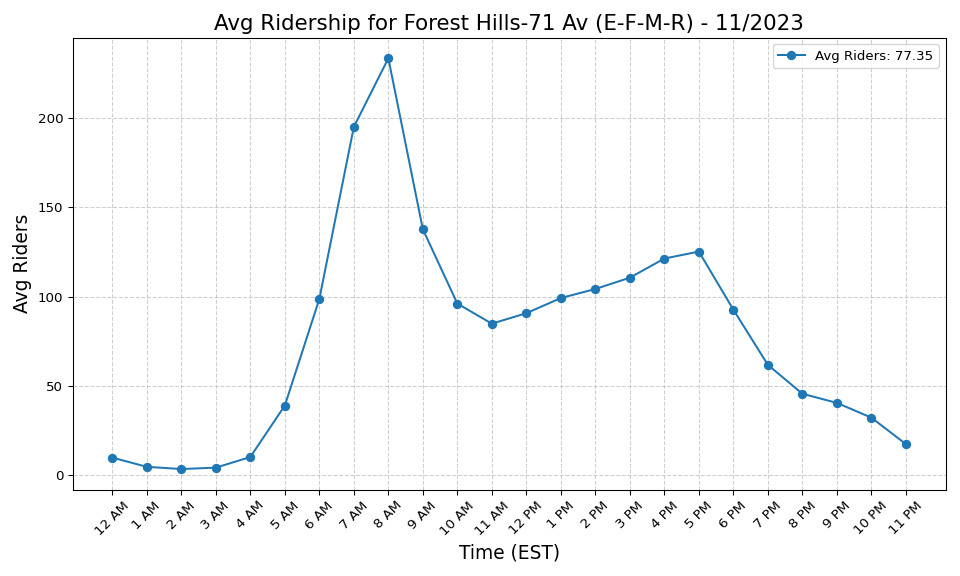 Avg Ridership for Forest Hills-71 Av (E-F-M-R) - 11/2023
Avg Riders: 77.35
Avg Riders
200
150
100
50
0
12 AM 1 AM 2 AM 3 AM 4 AM 5 AM 6 AM 7 AM 8 AM 9 AM 10 AM 11 AM 12 PM 1 PM 2 PM 3 PM 4 PM 5 PM 6 PM 7 PM 8 PM 9 PM 10 PM 11 PM
Time (EST)